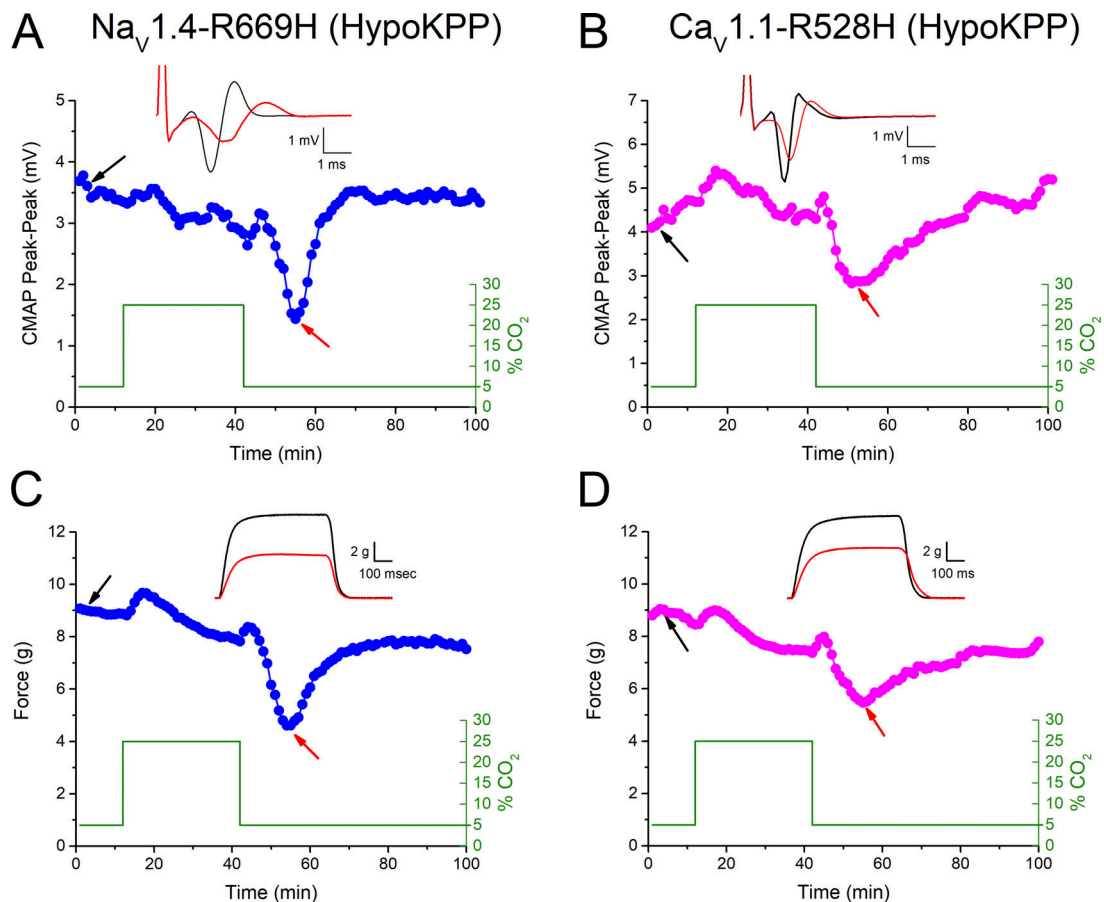 A
Na_V1.4-R669H (HypoKPP)
B
Ca_V1.1-R528H (HypoKPP)
5
4
3
2
1
0
CMAP Peak-Peak (mV)
1 mV
1 ms
30
25
20
15
10
5
0
% CO₂
0 20 40 60 80 100
Time (min)
7
6
5
4
3
2
1
0
CMAP Peak-Peak (mV)
1 mV
1 ms
30
25
20
15
10
5
0
% CO₂
0 20 40 60 80 100
Time (min)
C
12
10
8
6
4
2
0
Force (g)
2 g
100 msec
30
25
20
15
10
5
0
% CO₂
0 20 40 60 80 100
Time (min)
D
12
10
8
6
4
2
0
Force (g)
2 g
100 ms
30
25
20
15
10
5
0
% CO₂
0 20 40 60 80 100
Time (min)